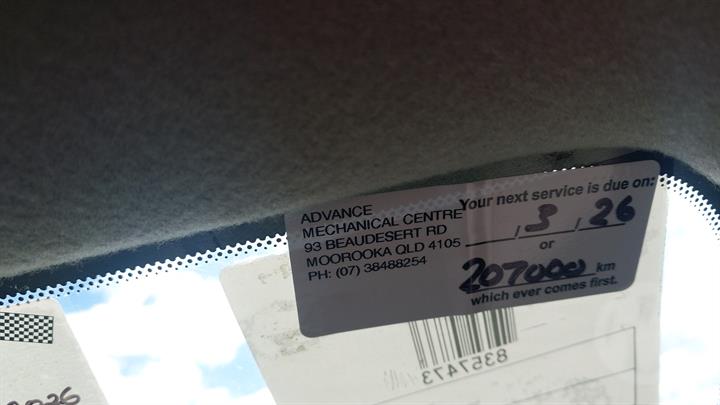 ADVANCE
MECHANICAL CENTRE
93 BEAUDESERT RD
MOOROOKA QLD 4105
PH: (07) 38488254
Your next service is due on:
/ 3 / 26
or
207000 km
which ever comes first.
8357473